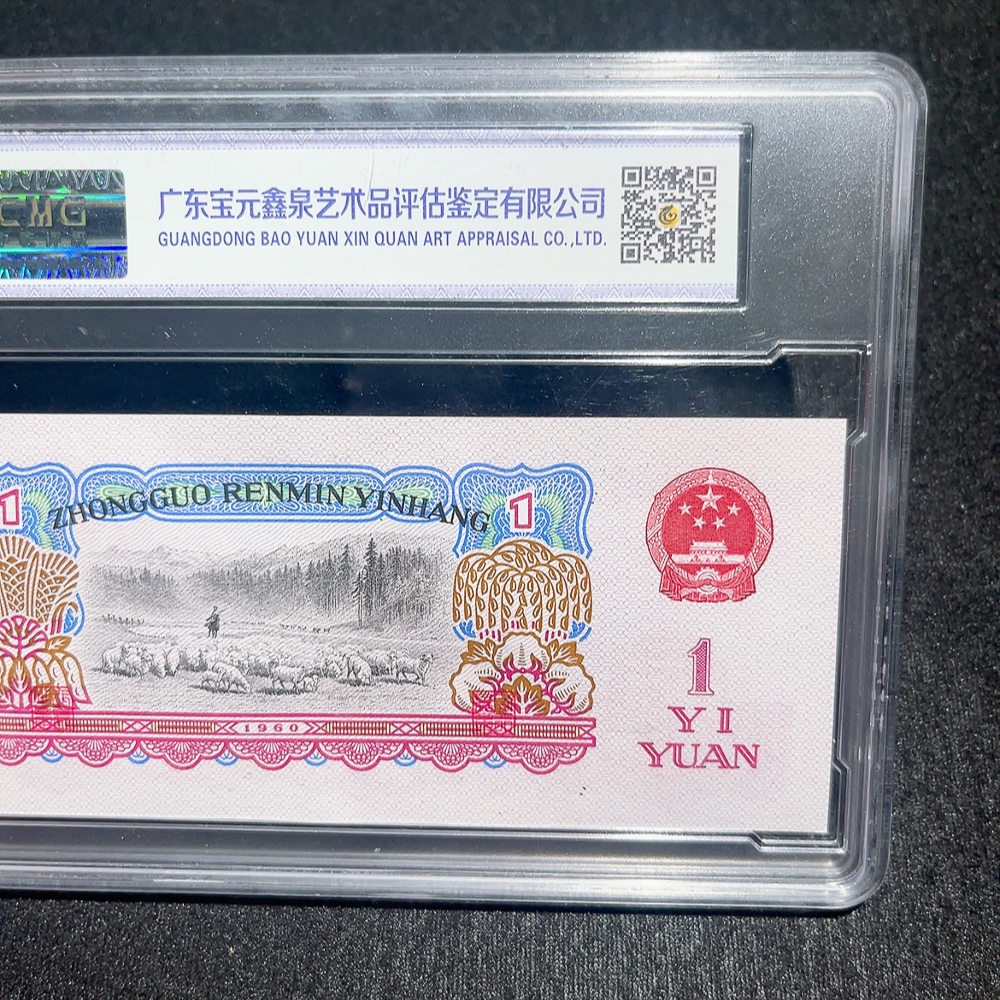 CMG
广东宝元鑫泉艺术品评估鉴定有限公司
GUANGDONG BAO YUAN XIN QUAN ART APPRAISAL CO.,LTD.
1
ZHONGGUO RENMIN YINHANG
1
1960
1
YI
YUAN